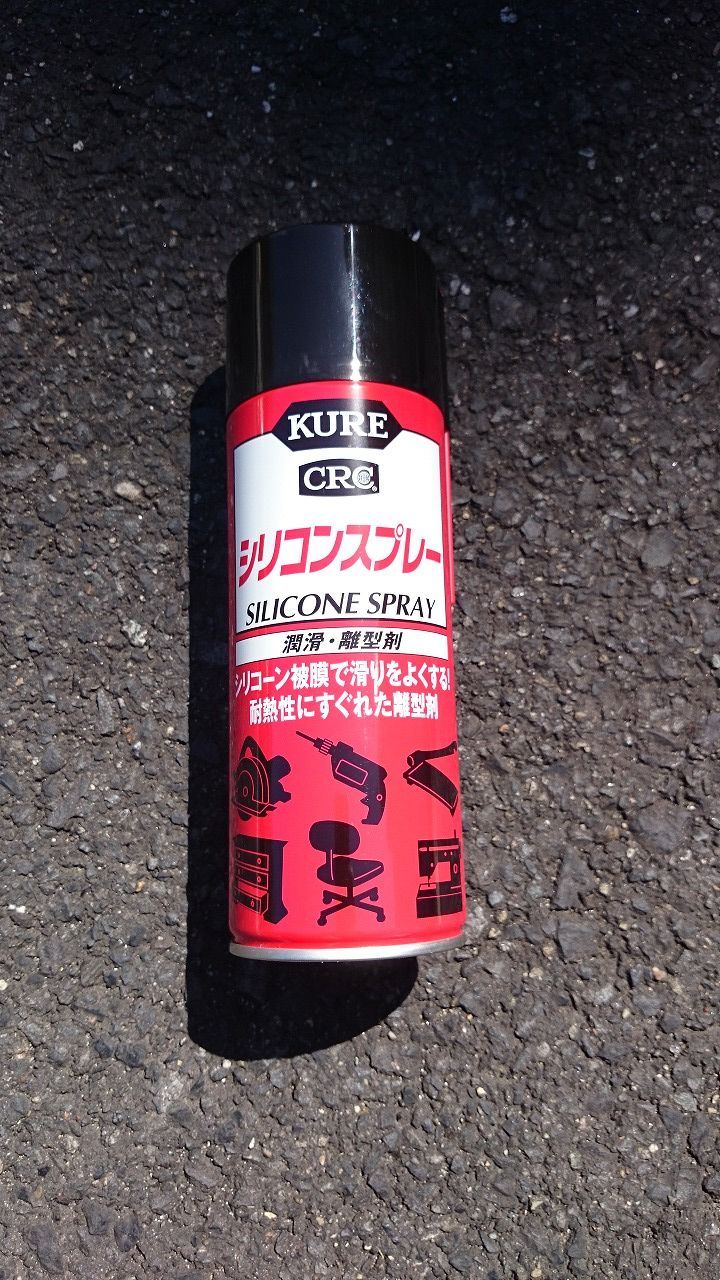 KURE
CRC
シリコンスプレー
SILICONE SPRAY
潤滑・離型剤
シリコーン被膜で滑りをよくする!
耐熱性にすぐれた離型剤